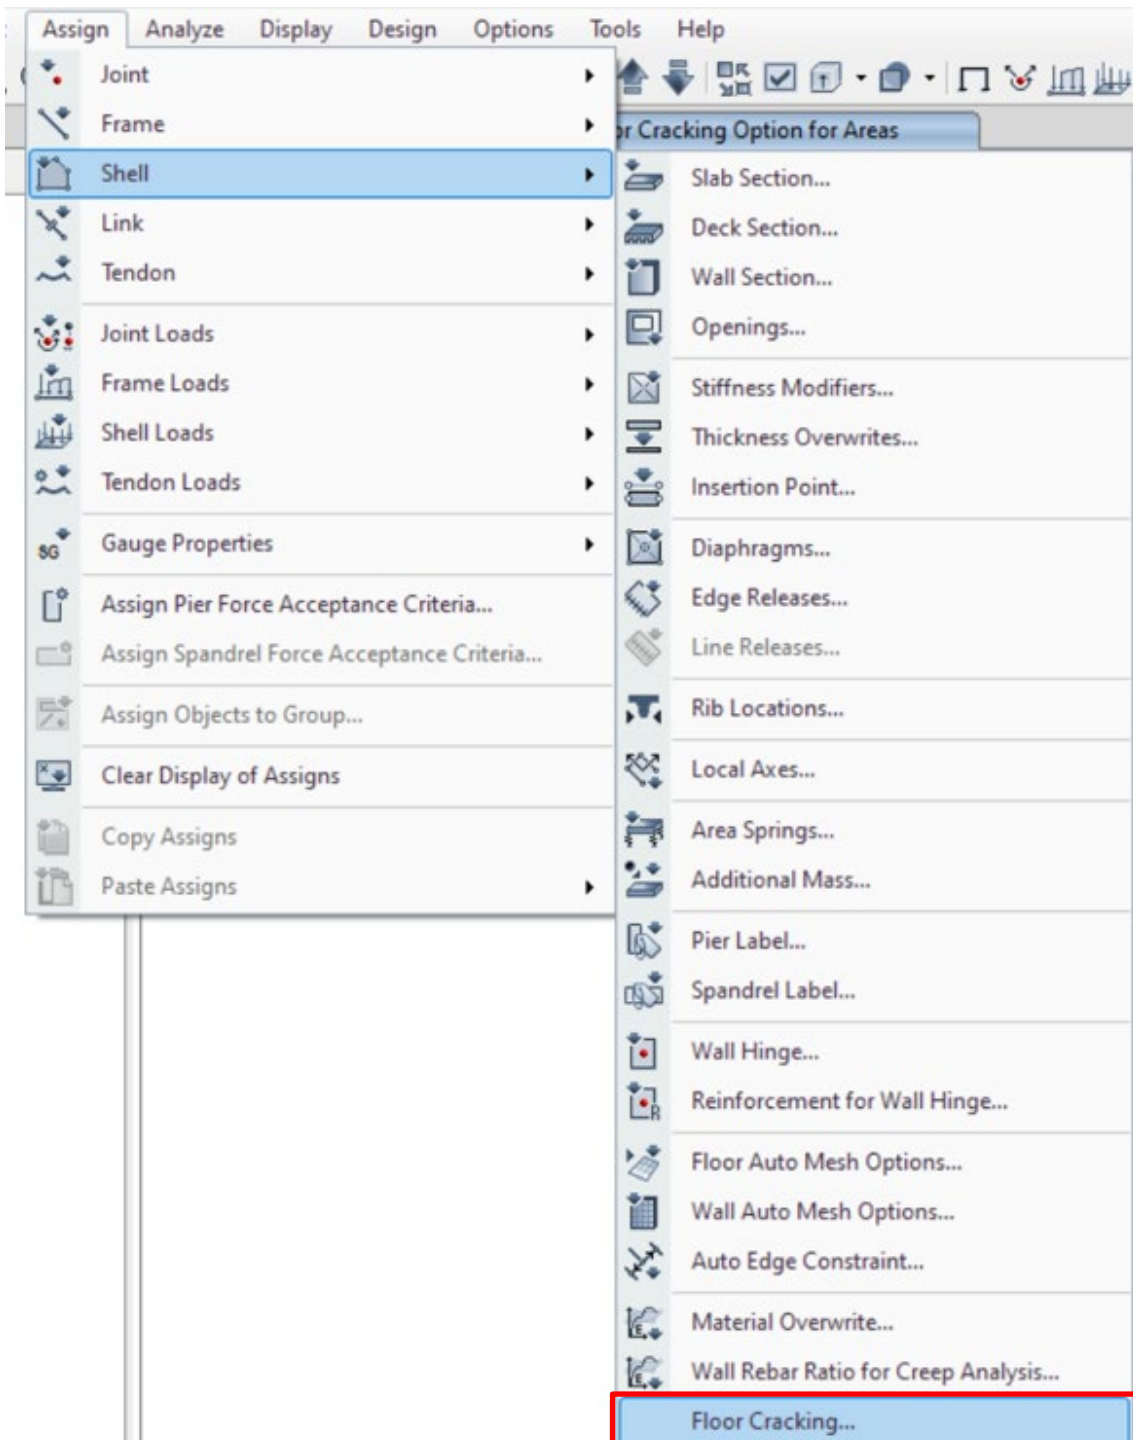 Assign Analyze Display Design Options Tools Help
Joint
Frame
Shell
Link
Tendon
Joint Loads
Frame Loads
Shell Loads
Tendon Loads
SG Gauge Properties
Assign Pier Force Acceptance Criteria...
Assign Spandrel Force Acceptance Criteria...
Assign Objects to Group...
Clear Display of Assigns
Copy Assigns
Paste Assigns
Cracking Option for Areas
Slab Section...
Deck Section...
Wall Section...
Openings...
Stiffness Modifiers...
Thickness Overwrites...
Insertion Point...
Diaphragms...
Edge Releases...
Line Releases...
Rib Locations...
Local Axes...
Area Springs...
Additional Mass...
Pier Label...
Spandrel Label...
Wall Hinge...
R Reinforcement for Wall Hinge...
Floor Auto Mesh Options...
Wall Auto Mesh Options...
Auto Edge Constraint...
E Material Overwrite...
E Wall Rebar Ratio for Creep Analysis...
Floor Cracking...